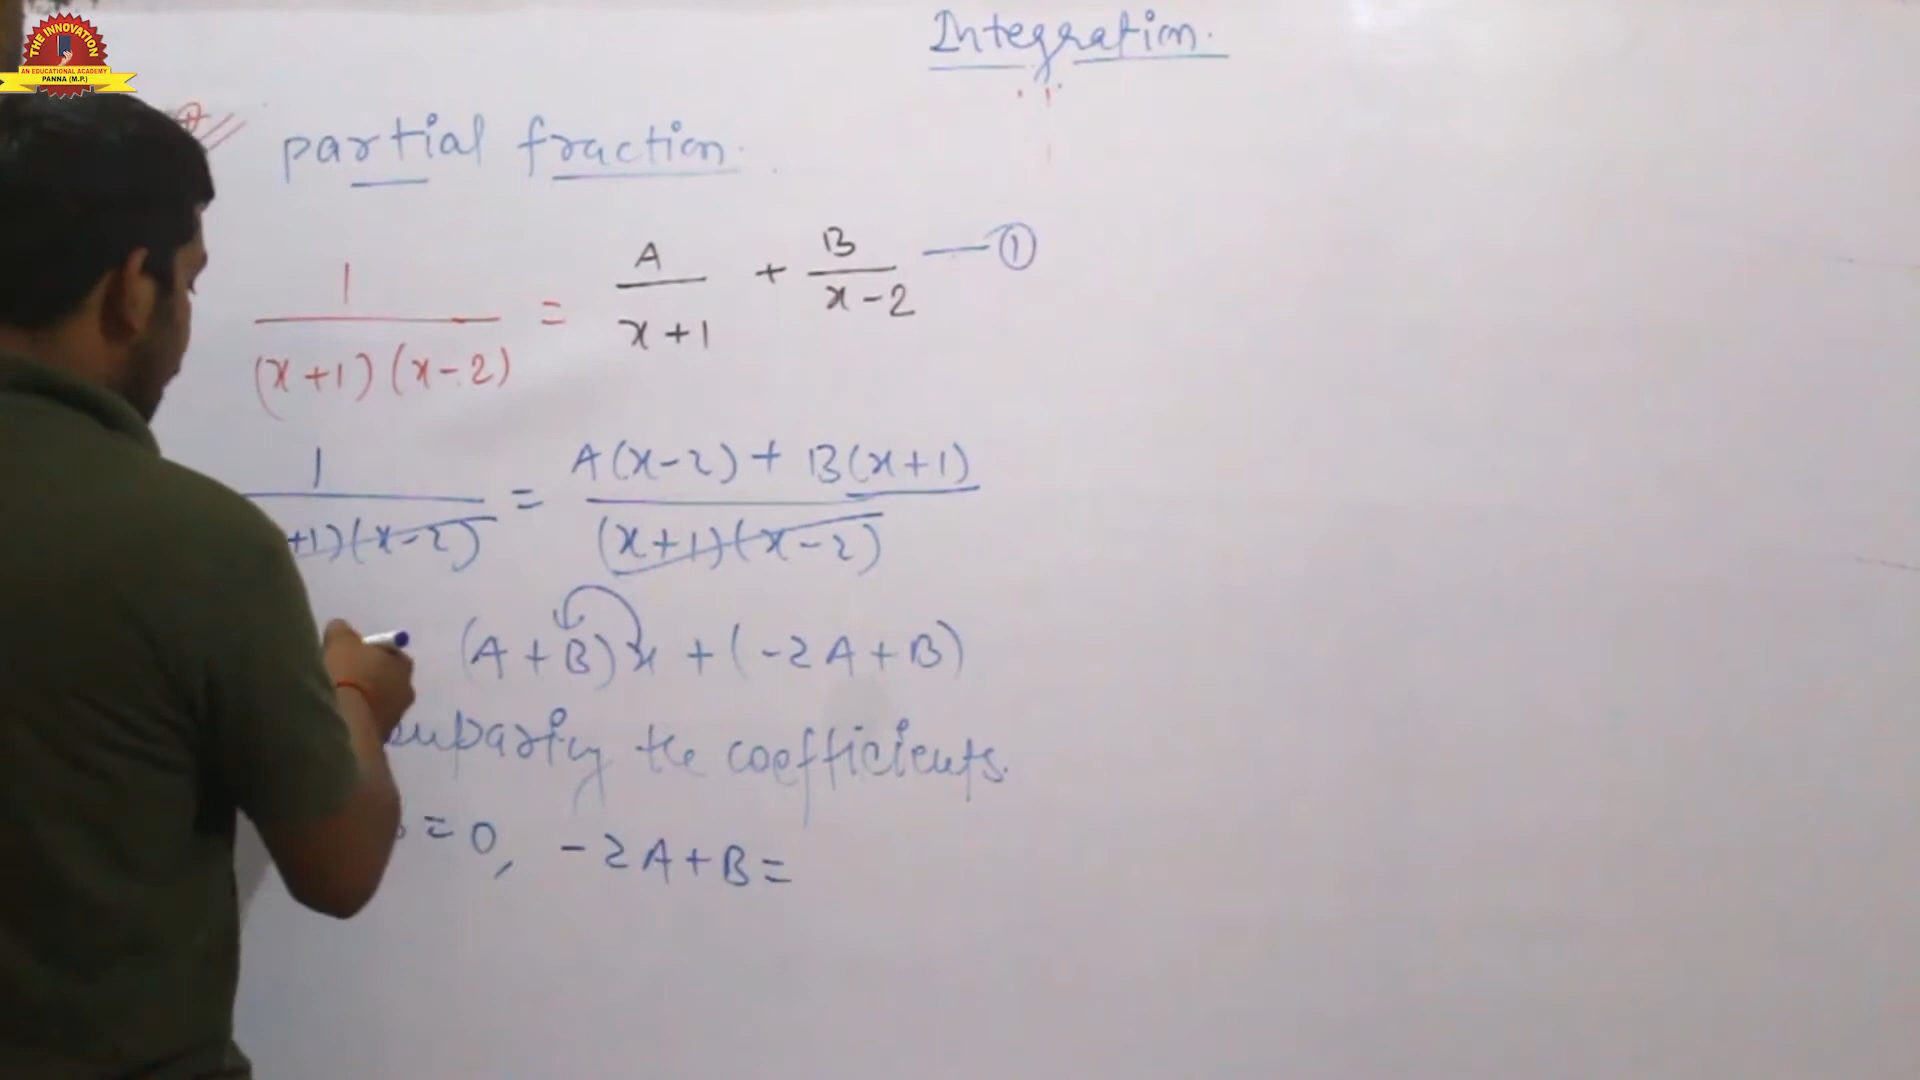 THE INNOVATION
AN EDUCATIONAL ACADEMY
PANNA (M.P.)
Integration.
partial fraction.
1 / (x+1)(x-2) = A / x+1 + B / x-2 — ①
1 / +1)(x-2) = A(x-2) + B(x+1) / (x+1)(x-2)
(A+B)x + (-2A+B)
the coefficients.
=0, -2A+B=